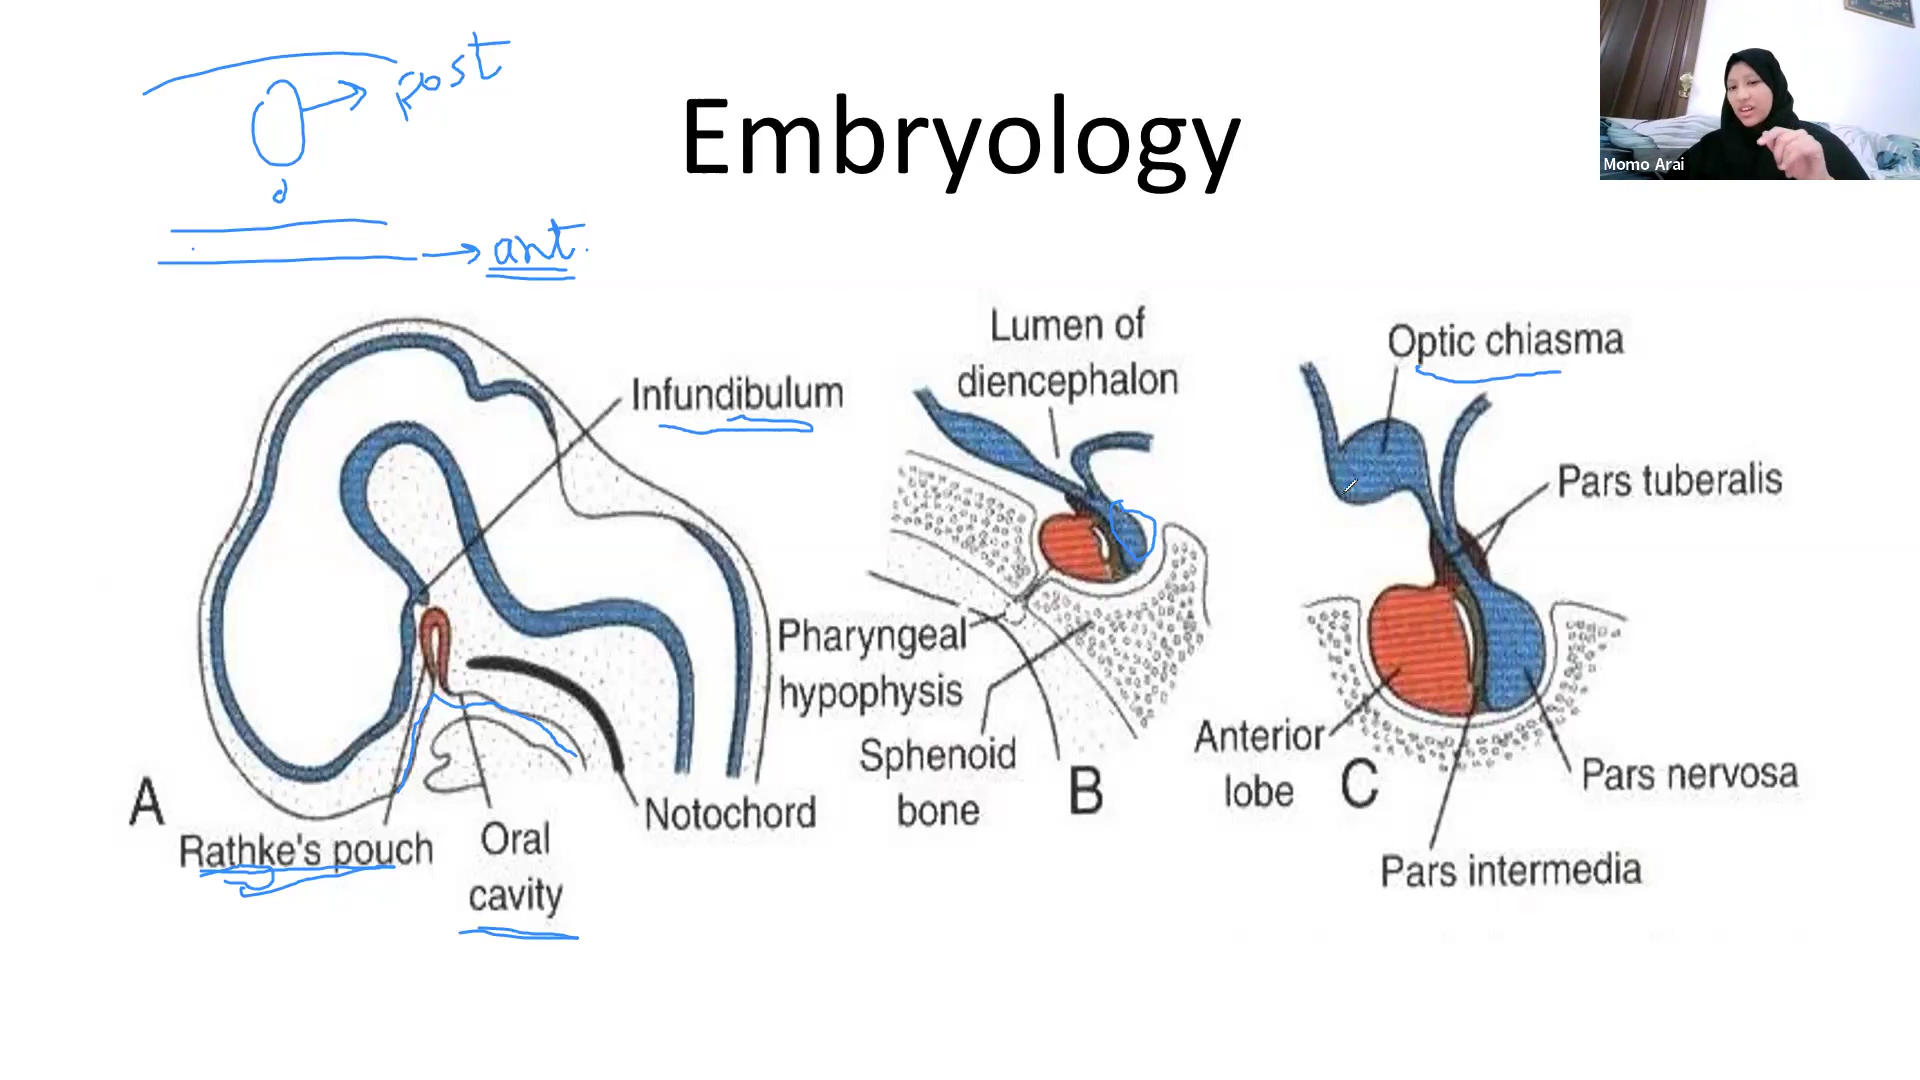 post
Embryology
Momo Arai
ant.
Infundibulum
Lumen of
diencephalon
Optic chiasma
Pars tuberalis
Pharyngeal
hypophysis
Sphenoid
bone
B
Anterior
lobe
C
Pars nervosa
Pars intermedia
A
Notochord
Rathke's pouch
Oral
cavity